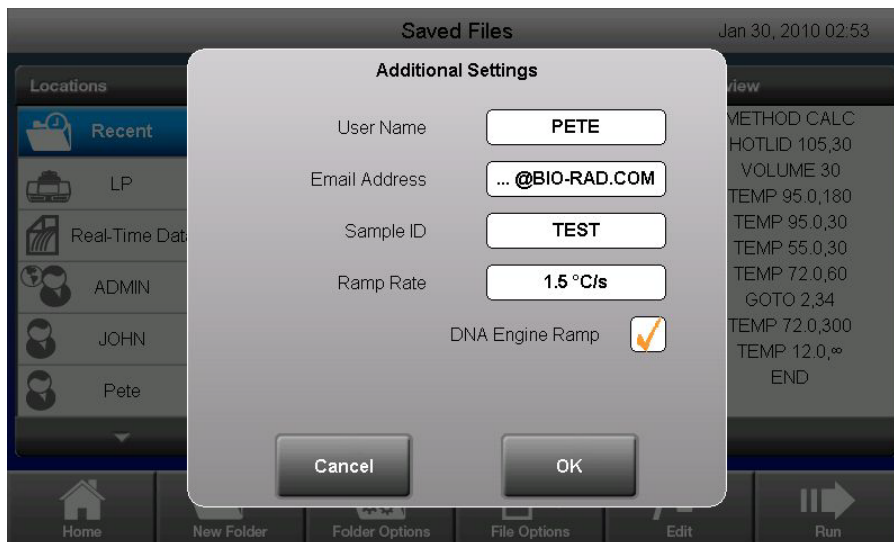 Saved Files
Jan 30, 2010 02:53
Locations
Recent
LP
Real-Time Dat
ADMIN
JOHN
Pete
Additional Settings
User Name
PETE
Email Address
... @BIO-RAD.COM
Sample ID
TEST
Ramp Rate
1.5 °C/s
DNA Engine Ramp
Cancel
OK
view
METHOD CALC
HOTLID 105,30
VOLUME 30
TEMP 95.0,180
TEMP 95.0,30
TEMP 55.0,30
TEMP 72.0,60
GOTO 2,34
TEMP 72.0,300
TEMP 12.0,∞
END
Home
New Folder
Folder Options
File Options
Edit
Run